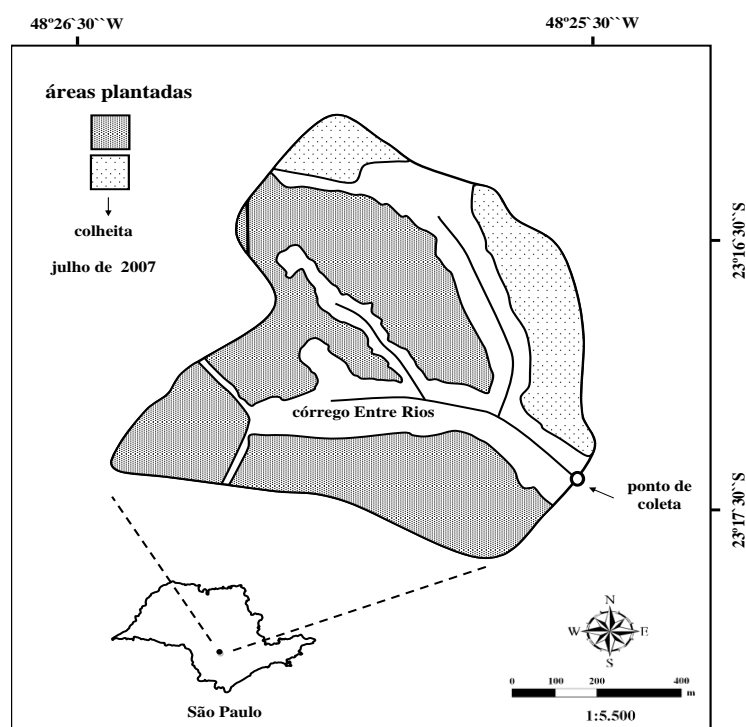 48º26`30``W
48º25`30``W
áreas plantadas
colheita
julho de 2007
23º16`30``S
córrego Entre Rios
ponto de
coleta
23º17`30``S
N
W
E
S
São Paulo
0 100 200 400
m
1:5.500